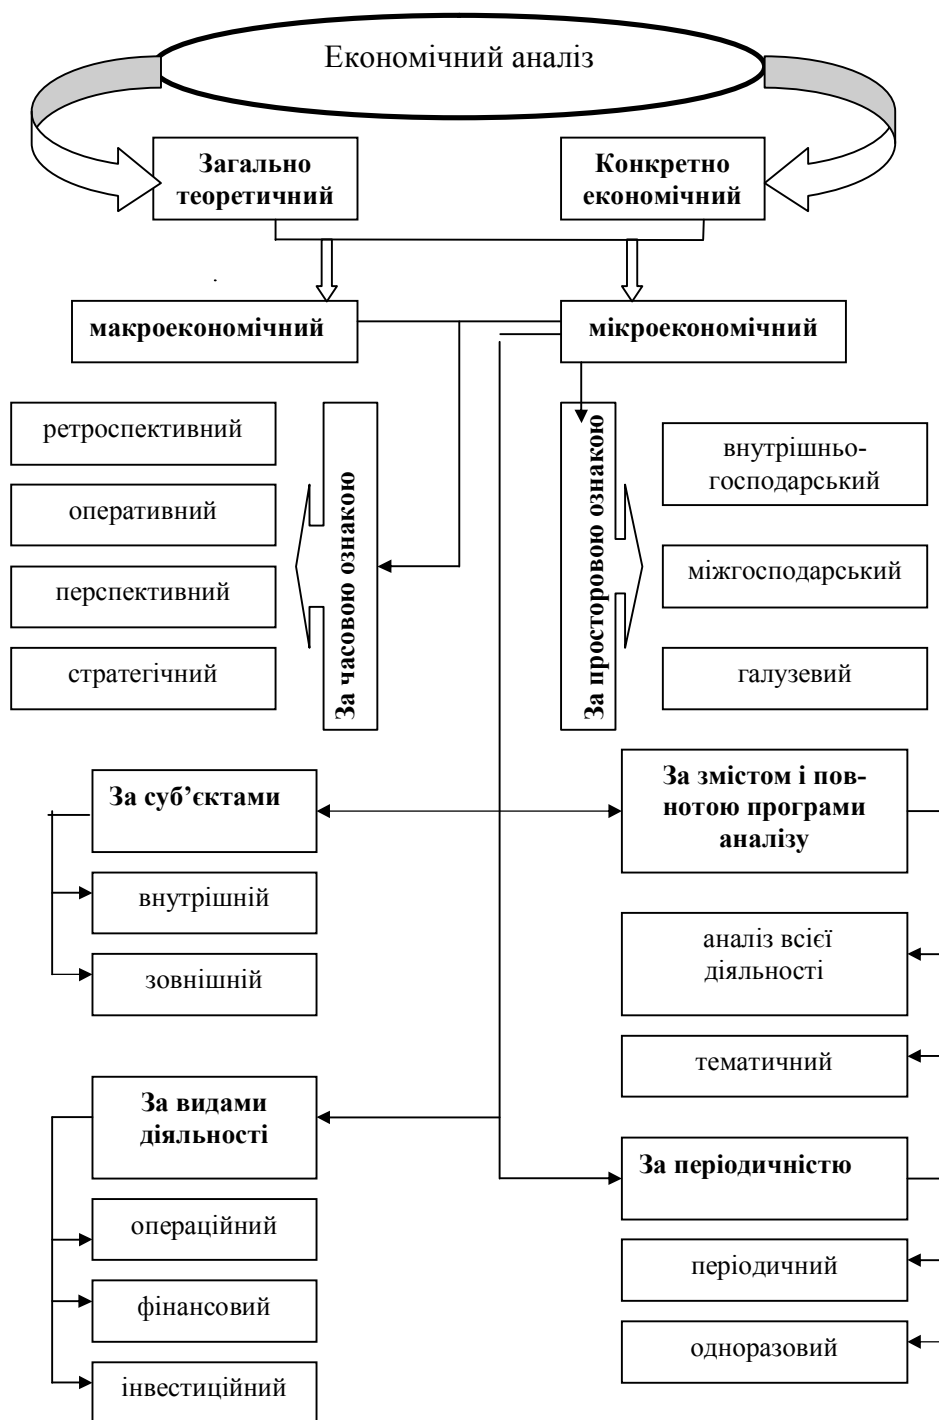 Економічний аналіз
Загально
теоретичний
Конкретно
економічний
макроекономічний
мікроекономічний
ретроспективний
оперативний
перспективний
стратегічний
За часовою ознакою
За просторовою ознакою
внутрішньо-
господарський
міжгосподарський
галузевий
За суб’єктами
внутрішній
зовнішній
За змістом і пов-
нотою програми
аналізу
аналіз всієї
діяльності
тематичний
За видами
діяльності
операційний
фінансовий
інвестиційний
За періодичністю
періодичний
одноразовий